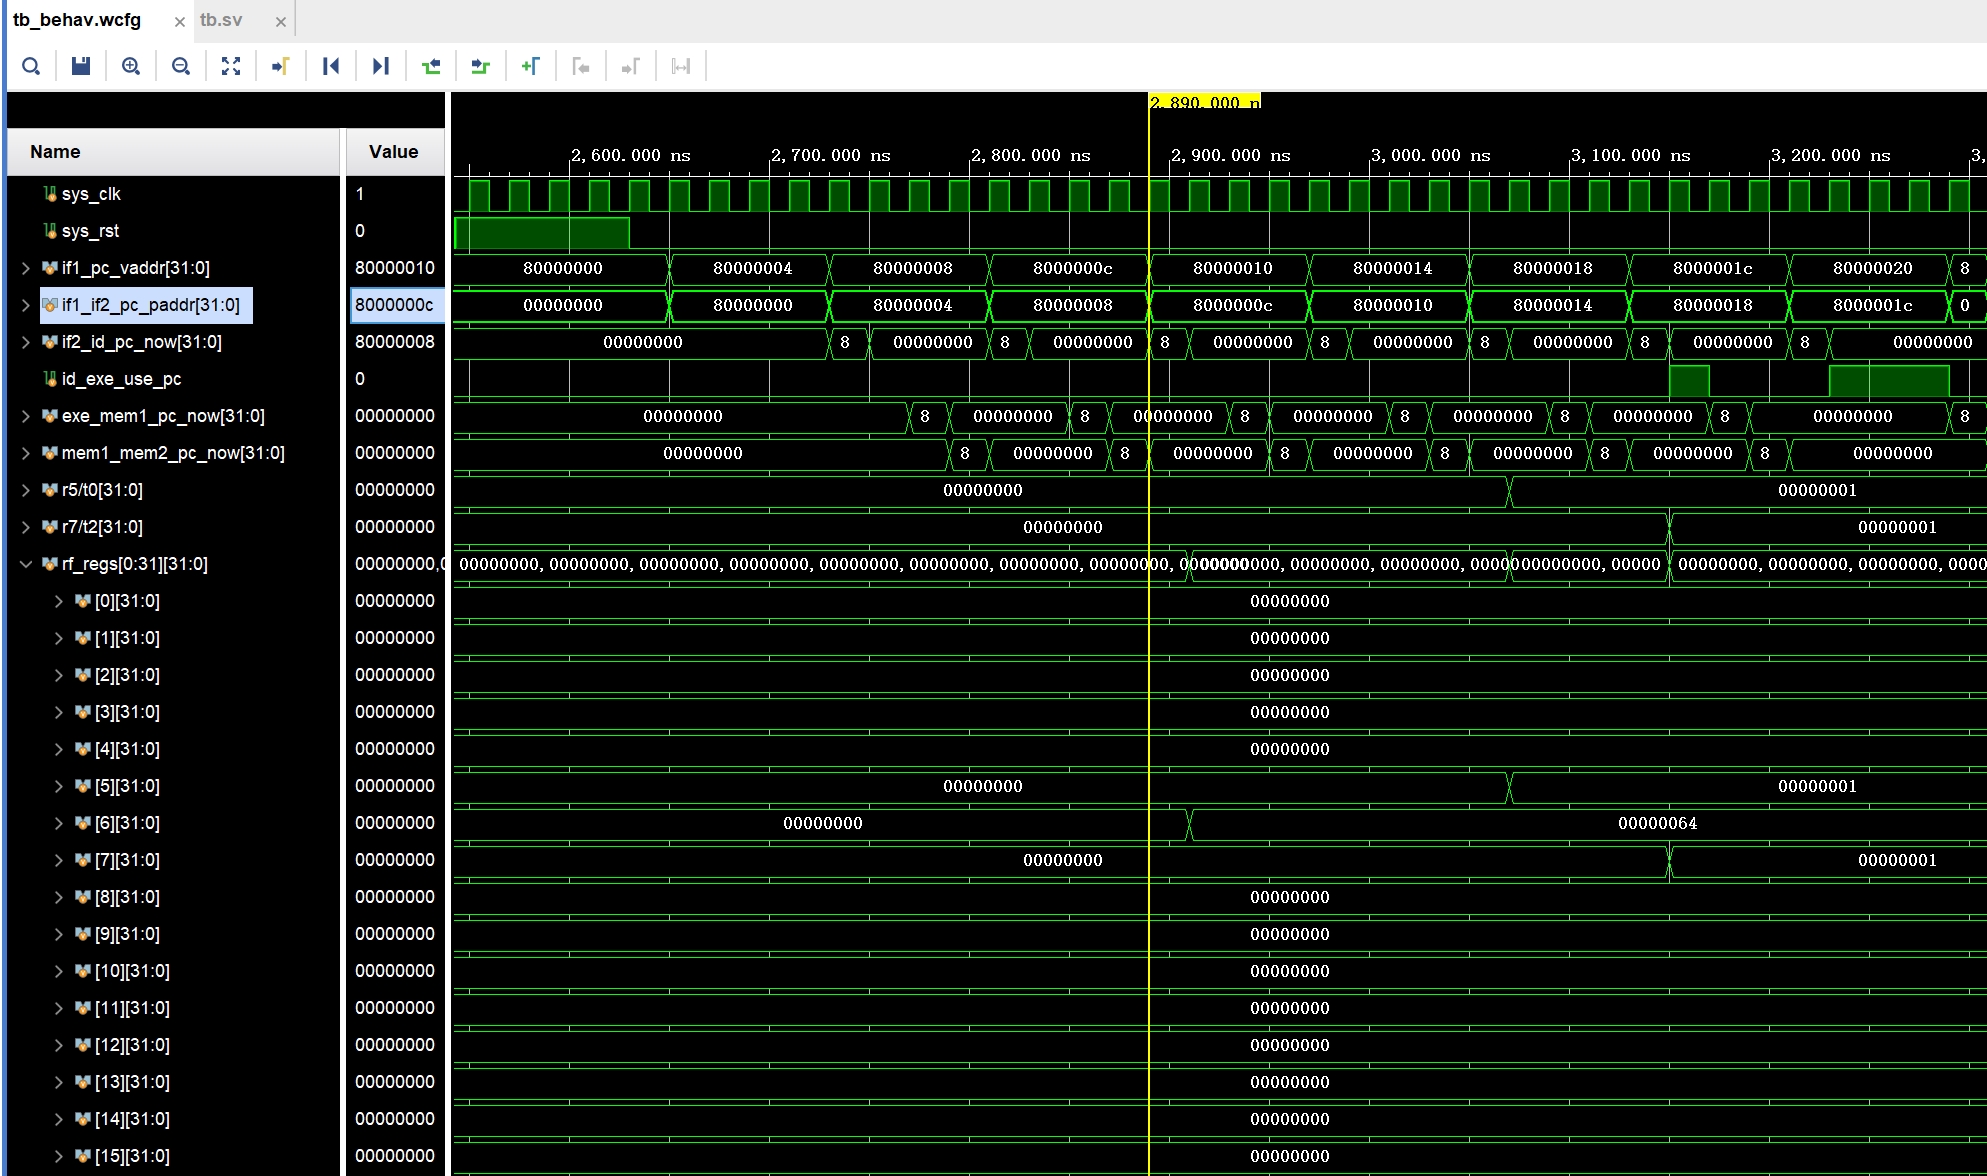 tb_behav.wcfg × tb.sv ×
2,890.000 n
Name Value 2,600.000 ns 2,700.000 ns 2,800.000 ns 2,900.000 ns 3,000.000 ns 3,100.000 ns 3,200.000 ns 3,
sys_clk 1
sys_rst 0
if1_pc_vaddr[31:0] 80000010 80000000 80000004 80000008 8000000c 80000010 80000014 80000018 8000001c 80000020 8
if1_if2_pc_paddr[31:0] 8000000c 00000000 80000000 80000004 80000008 8000000c 80000010 80000014 80000018 8000001c 0
if2_id_pc_now[31:0] 80000008 00000000 8 00000000 8 00000000 8 00000000 8 00000000 8 00000000 8 00000000 8 00000000
id_exe_use_pc 0
exe_mem1_pc_now[31:0] 00000000 00000000 8 00000000 8 00000000 8 00000000 8 00000000 8 00000000 8 00000000 8
mem1_mem2_pc_now[31:0] 00000000 00000000 8 00000000 8 00000000 8 00000000 8 00000000 8 00000000 8 00000000
r5/t0[31:0] 00000000 00000000 00000001
r7/t2[31:0] 00000000 00000000 00000001
rf_regs[0:31][31:0] 00000000,0 00000000,00000000,00000000,00000000,00000000,00000000,00000000,00000000,0 00000000,00000000,00000000,0000 00000000,00000 00000000,00000000,00000000,0000
[0][31:0] 00000000 00000000
[1][31:0] 00000000 00000000
[2][31:0] 00000000 00000000
[3][31:0] 00000000 00000000
[4][31:0] 00000000 00000000
[5][31:0] 00000000 00000000 00000001
[6][31:0] 00000000 00000000 00000064
[7][31:0] 00000000 00000000 00000001
[8][31:0] 00000000 00000000
[9][31:0] 00000000 00000000
[10][31:0] 00000000 00000000
[11][31:0] 00000000 00000000
[12][31:0] 00000000 00000000
[13][31:0] 00000000 00000000
[14][31:0] 00000000 00000000
[15][31:0] 00000000 00000000